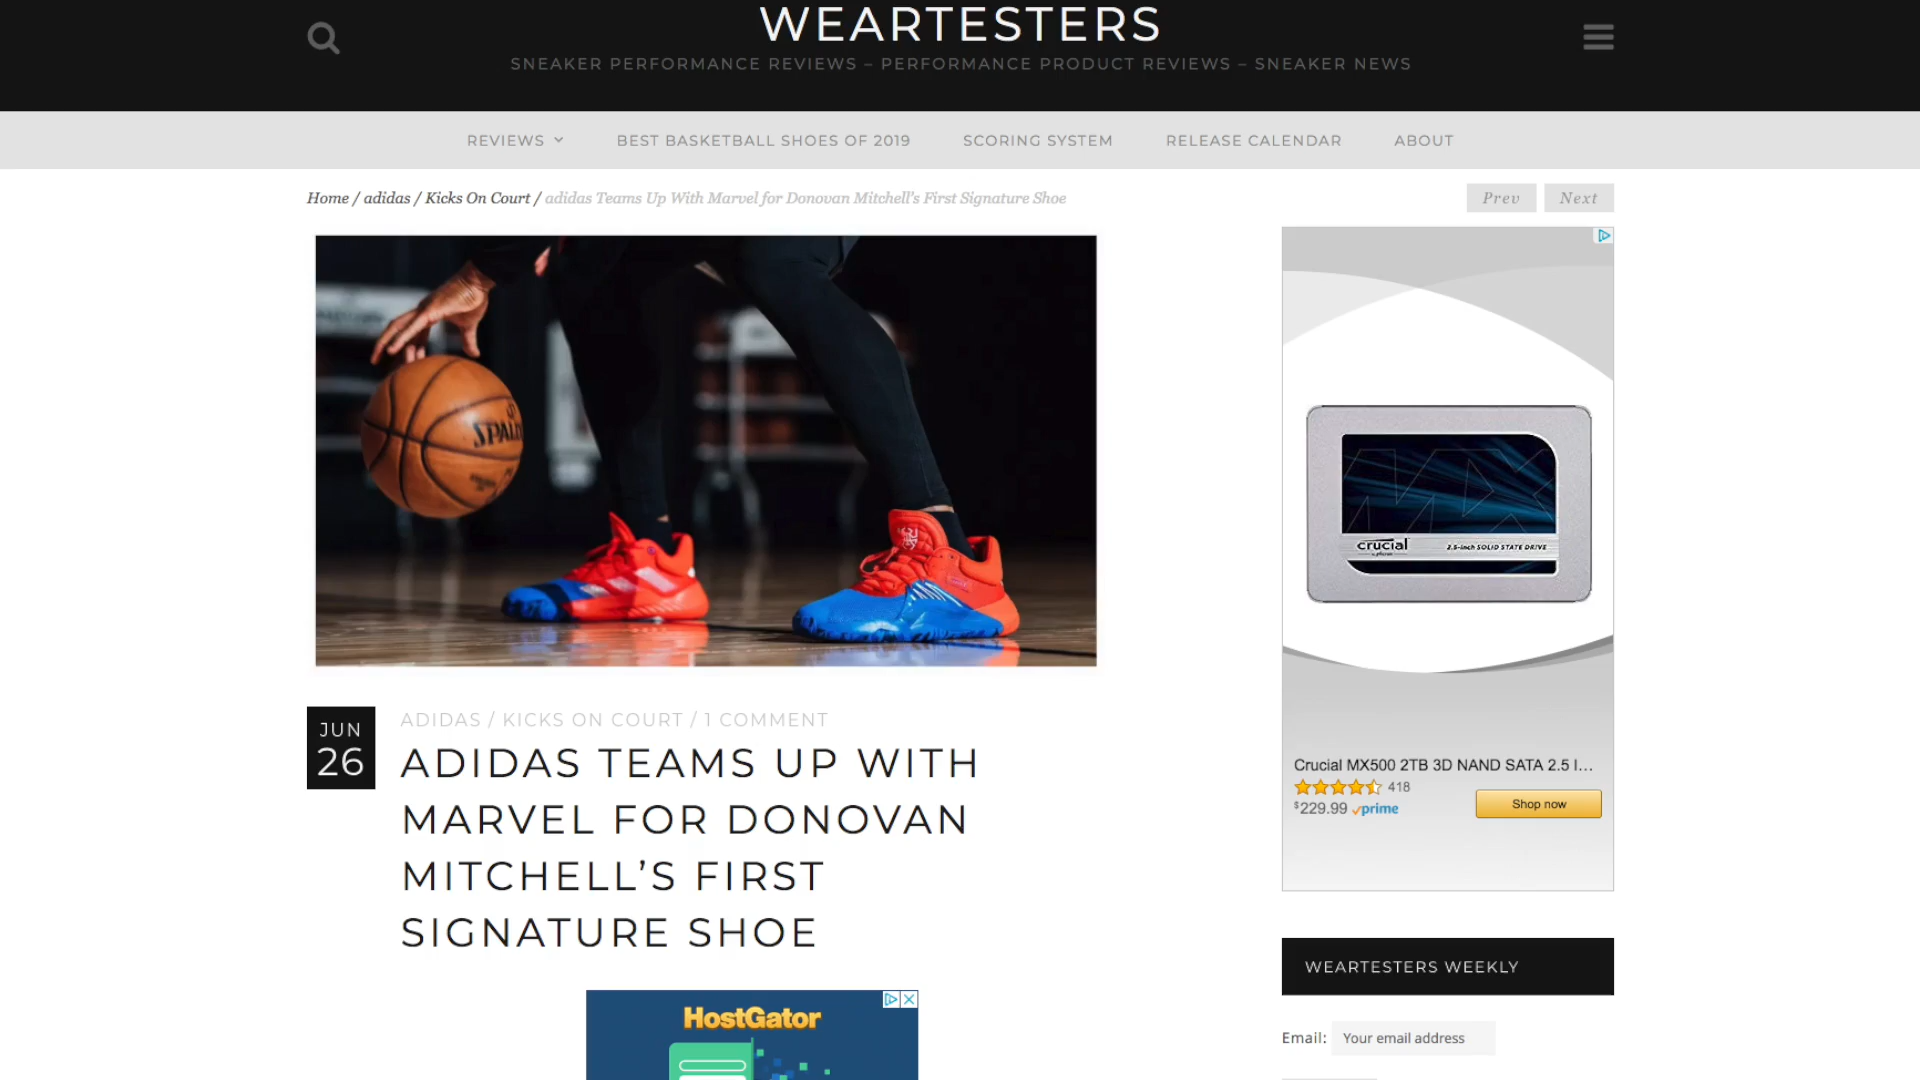 WEARTESTERS
SNEAKER PERFORMANCE REVIEWS – PERFORMANCE PRODUCT REVIEWS – SNEAKER NEWS
REVIEWS
BEST BASKETBALL SHOES OF 2019
SCORING SYSTEM
RELEASE CALENDAR
ABOUT
Home / adidas / Kicks On Court / adidas Teams Up With Marvel for Donovan Mitchell's First Signature Shoe
Prev
Next
JUN
26
ADIDAS / KICKS ON COURT / 1 COMMENT
ADIDAS TEAMS UP WITH
MARVEL FOR DONOVAN
MITCHELL'S FIRST
SIGNATURE SHOE
HostGator
crucial
2.5-inch SOLID STATE DRIVE
Crucial MX500 2TB 3D NAND SATA 2.5 I...
418
$229.99 prime
Shop now
WEARTESTERS WEEKLY
Email:
Your email address